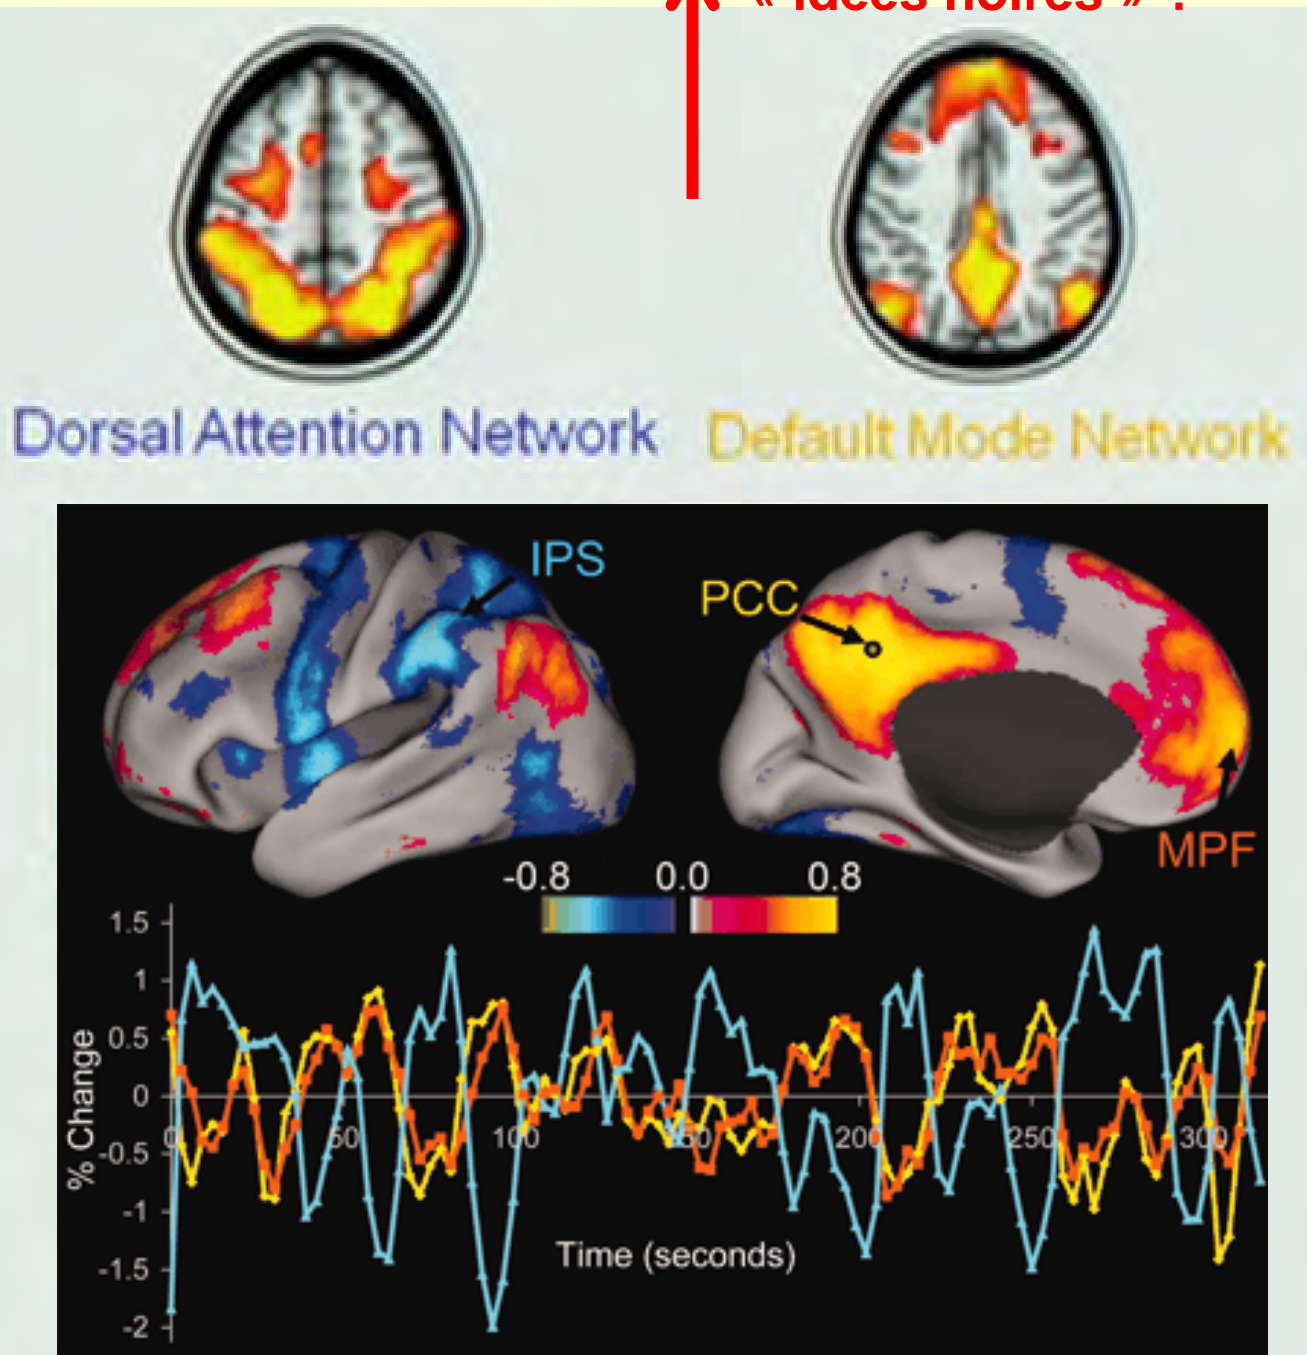 « Idées noires » ?
Dorsal Attention Network
Default Mode Network
IPS
PCC
MPF
-0.8 0.0 0.8
1.5
1
0.5
0
-0.5
-1
-1.5
-2
% Change
0 50 100 150 200 250 300
Time (seconds)